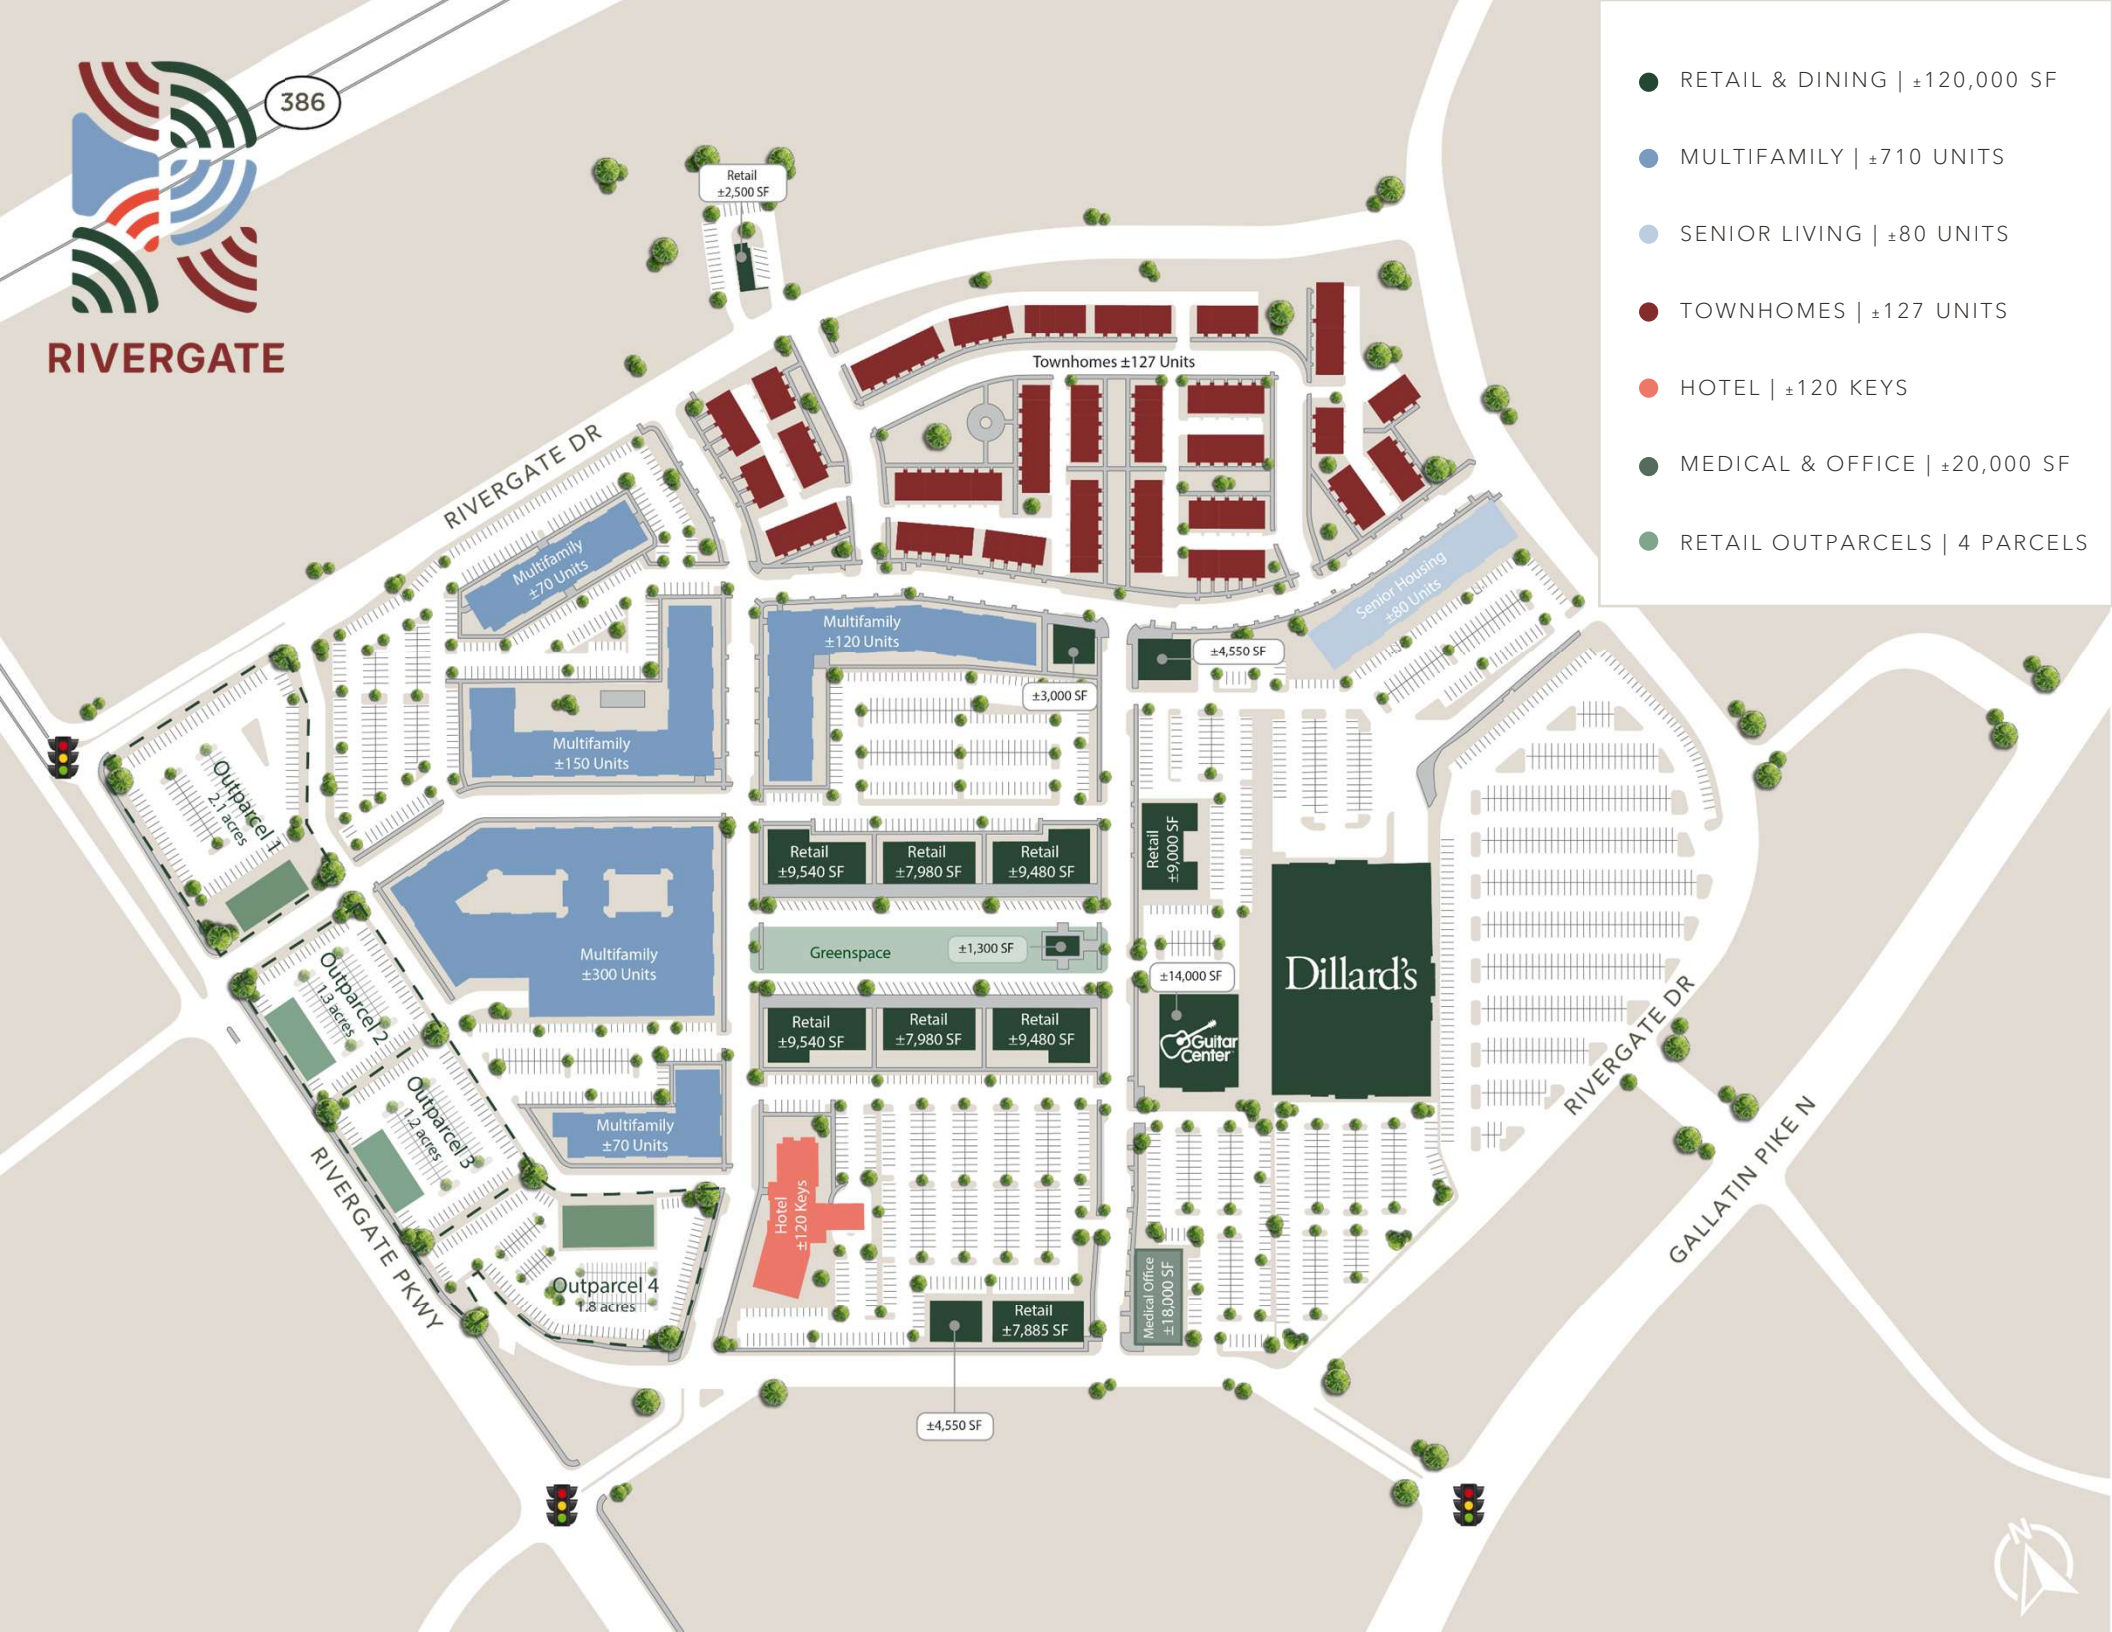 386
RIVERGATE
RETAIL & DINING | ±120,000 SF
MULTIFAMILY | ±710 UNITS
SENIOR LIVING | ±80 UNITS
TOWNHOMES | ±127 UNITS
HOTEL | ±120 KEYS
MEDICAL & OFFICE | ±20,000 SF
RETAIL OUTPARCELS | 4 PARCELS
Retail
±2,500 SF
Townhomes ±127 Units
RIVERGATE DR
Multifamily
±70 Units
Senior Housing
±80 Units
Multifamily
±120 Units
±4,550 SF
±3,000 SF
Multifamily
±150 Units
Outparcel 1
2.1 acres
Retail
±9,540 SF
Retail
±7,980 SF
Retail
±9,480 SF
Retail
±9,000 SF
Multifamily
±300 Units
Greenspace
±1,300 SF
±14,000 SF
Dillard's
Outparcel 2
1.3 acres
Retail
±9,540 SF
Retail
±7,980 SF
Retail
±9,480 SF
Guitar
Center
RIVERGATE DR
Outparcel 3
1.2 acres
Multifamily
±70 Units
RIVERGATE PKWY
Hotel
±120 Keys
GALLATIN PIKE N
Outparcel 4
1.8 acres
Medical Office
±18,000 SF
Retail
±7,885 SF
±4,550 SF
N